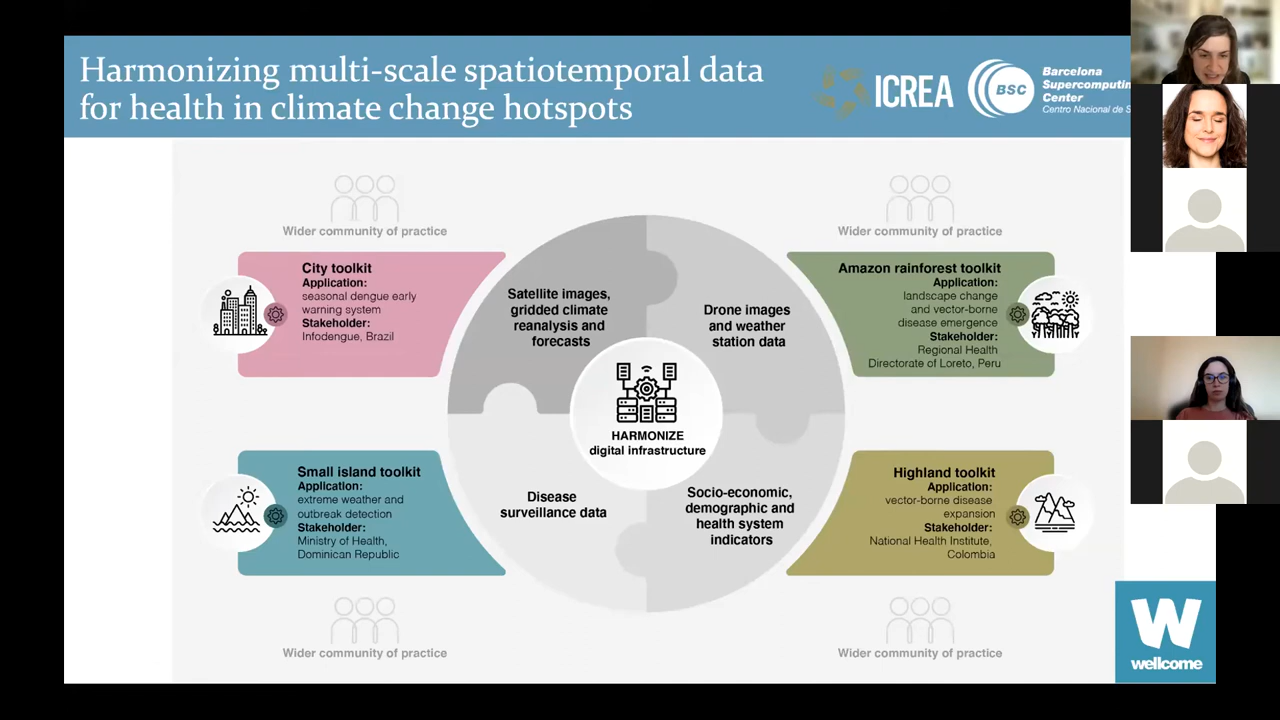 Harmonizing multi-scale spatiotemporal data
for health in climate change hotspots
ICREA
BSC
Barcelona
Supercomputin
Center
Centro Nacional de S
Wider community of practice
Wider community of practice
City toolkit
Application:
seasonal dengue early
warning system
Stakeholder:
Infodengue, Brazil
Satellite images,
gridded climate
reanalysis and
forecasts
Drone images
and weather
station data
Amazon rainforest toolkit
Application:
landscape change
and vector-borne
disease emergence
Stakeholder:
Regional Health
Directorate of Loreto, Peru
HARMONIZE
digital infrastructure
Small island toolkit
Application:
extreme weather and
outbreak detection
Stakeholder:
Ministry of Health,
Dominican Republic
Disease
surveillance data
Socio-economic,
demographic and
health system
indicators
Highland toolkit
Application:
vector-borne disease
expansion
Stakeholder:
National Health Institute,
Colombia
Wider community of practice
Wider community of practice
W
wellcome